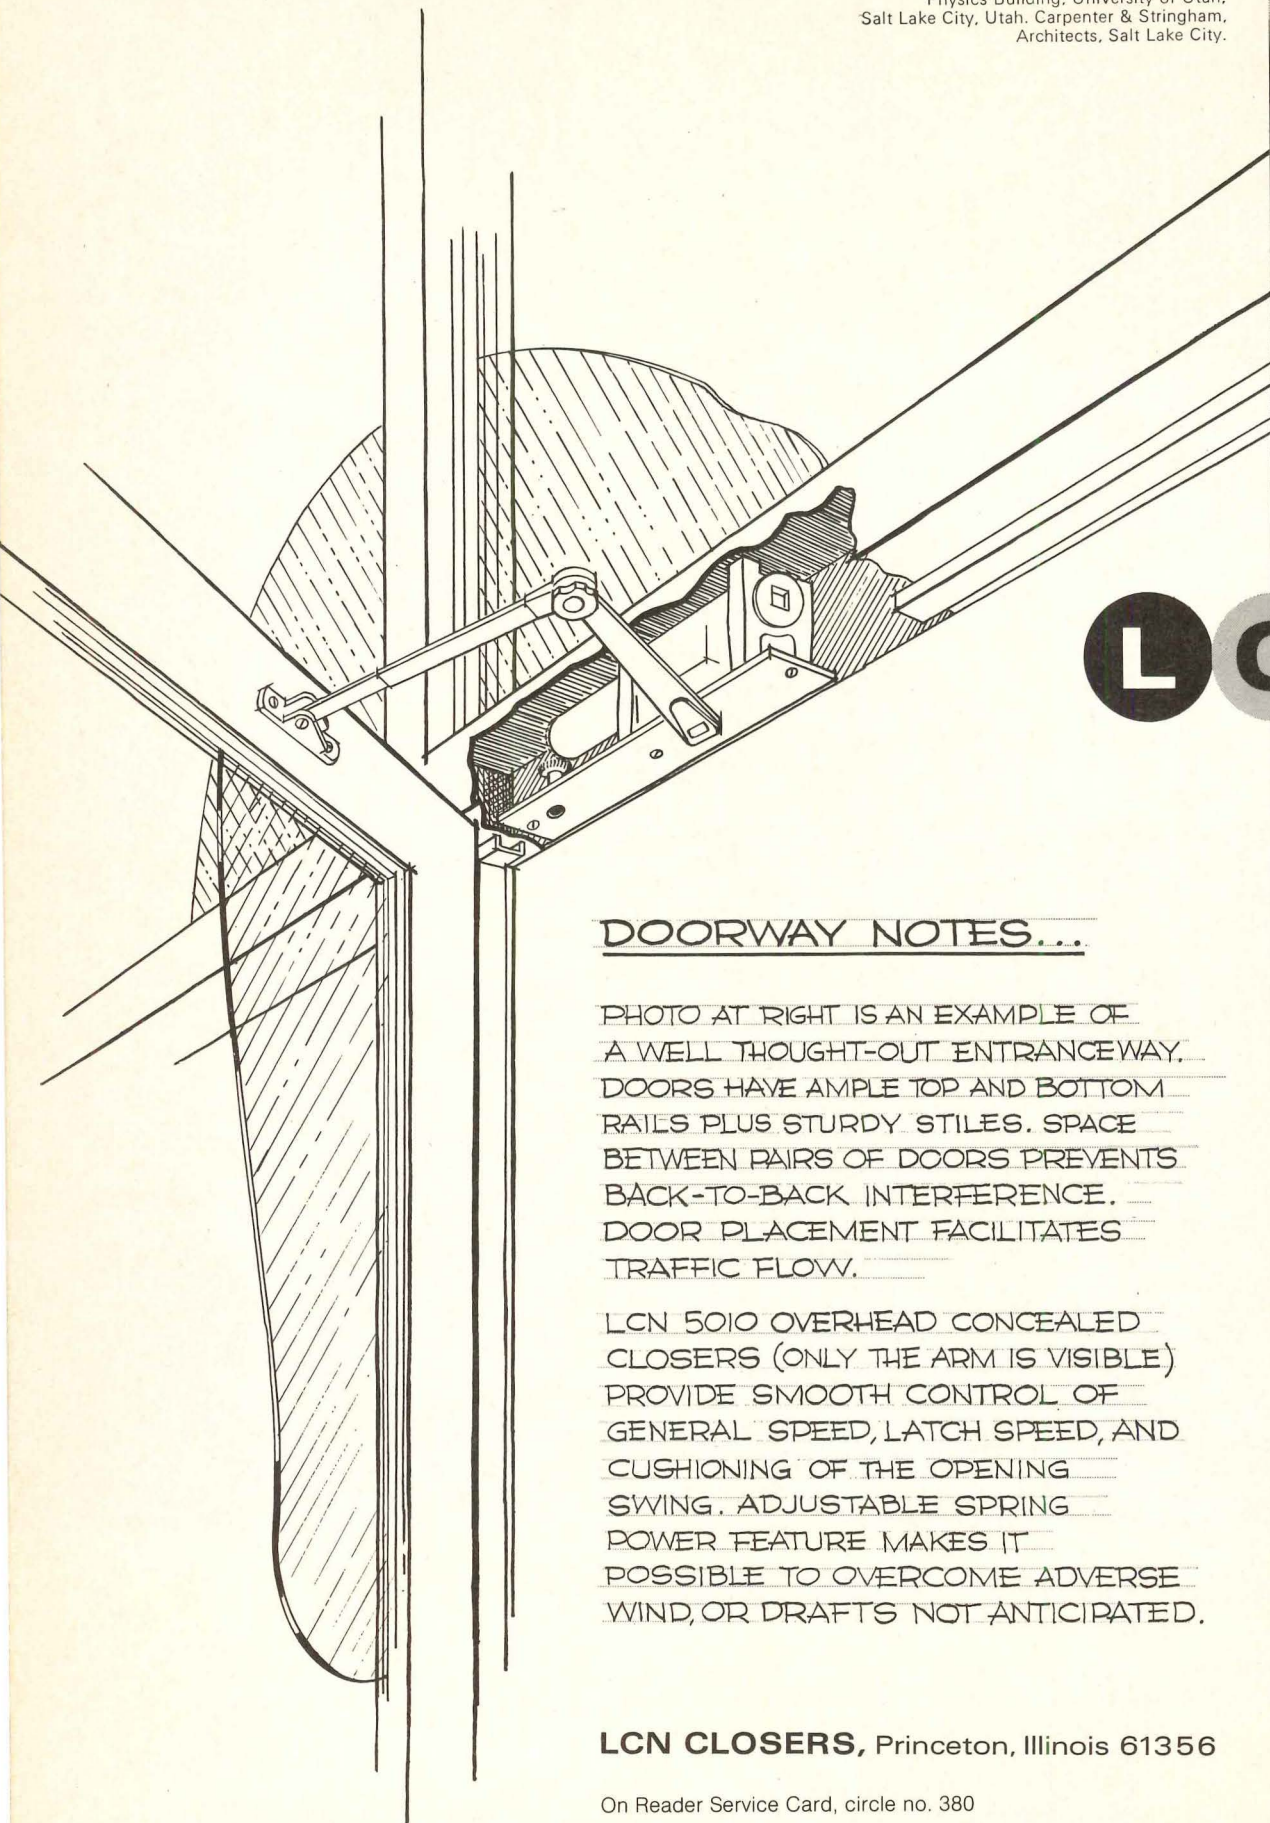 Physics Building, University of Utah,
Salt Lake City, Utah. Carpenter & Stringham,
Architects, Salt Lake City.
L
DOORWAY NOTES...
PHOTO AT RIGHT IS AN EXAMPLE OF
A WELL THOUGHT-OUT ENTRANCEWAY.
DOORS HAVE AMPLE TOP AND BOTTOM
RAILS PLUS STURDY STILES. SPACE
BETWEEN PAIRS OF DOORS PREVENTS
BACK-TO-BACK INTERFERENCE.
DOOR PLACEMENT FACILITATES
TRAFFIC FLOW.
LCN 5010 OVERHEAD CONCEALED
CLOSERS (ONLY THE ARM IS VISIBLE)
PROVIDE SMOOTH CONTROL OF
GENERAL SPEED, LATCH SPEED, AND
CUSHIONING OF THE OPENING
SWING. ADJUSTABLE SPRING
POWER FEATURE MAKES IT
POSSIBLE TO OVERCOME ADVERSE
WIND, OR DRAFTS NOT ANTICIPATED.
LCN CLOSERS, Princeton, Illinois 61356
On Reader Service Card, circle no. 380